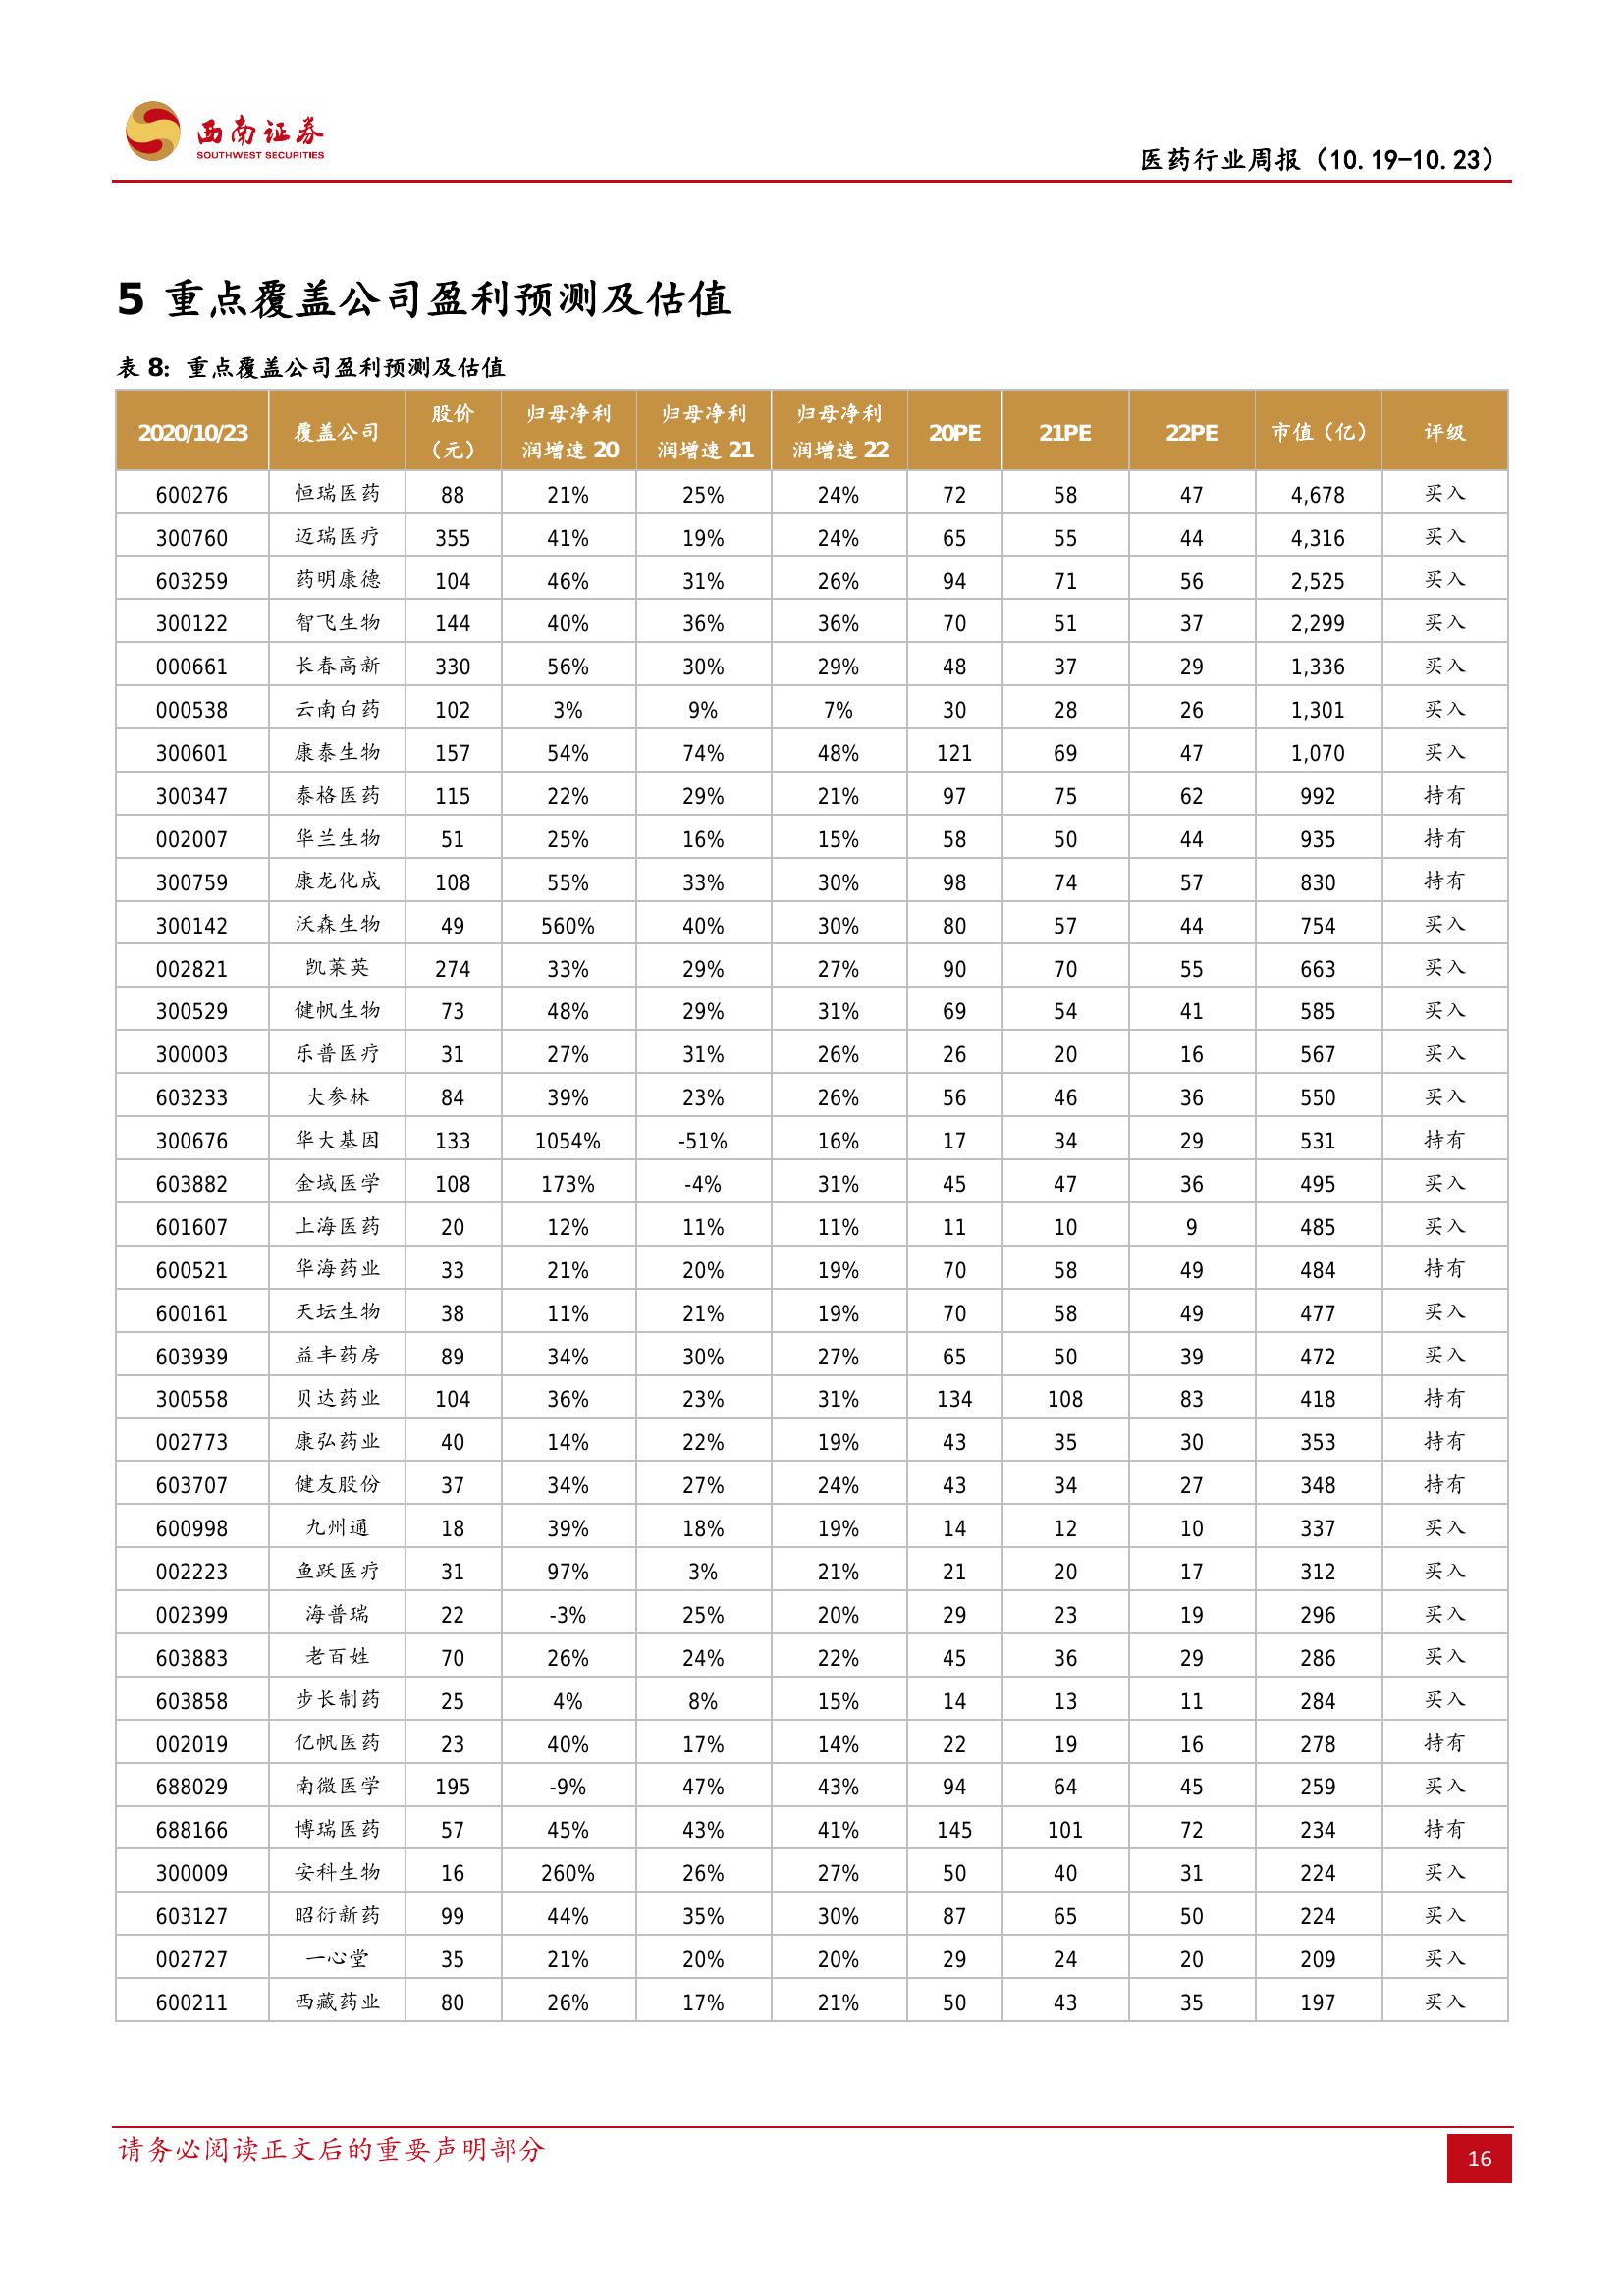 西南证券
SOUTHWEST SECURITIES
医药行业周报（10.19-10.23）
5 重点覆盖公司盈利预测及估值
表 8：重点覆盖公司盈利预测及估值
2020/10/23 覆盖公司 股价（元） 归母净利润增速 20 归母净利润增速 21 归母净利润增速 22 20PE 21PE 22PE 市值（亿） 评级
600276 恒瑞医药 88 21% 25% 24% 72 58 47 4,678 买入
300760 迈瑞医疗 355 41% 19% 24% 65 55 44 4,316 买入
603259 药明康德 104 46% 31% 26% 94 71 56 2,525 买入
300122 智飞生物 144 40% 36% 36% 70 51 37 2,299 买入
000661 长春高新 330 56% 30% 29% 48 37 29 1,336 买入
000538 云南白药 102 3% 9% 7% 30 28 26 1,301 买入
300601 康泰生物 157 54% 74% 48% 121 69 47 1,070 买入
300347 泰格医药 115 22% 29% 21% 97 75 62 992 持有
002007 华兰生物 51 25% 16% 15% 58 50 44 935 持有
300759 康龙化成 108 55% 33% 30% 98 74 57 830 持有
300142 沃森生物 49 560% 40% 30% 80 57 44 754 买入
002821 凯莱英 274 33% 29% 27% 90 70 55 663 买入
300529 健帆生物 73 48% 29% 31% 69 54 41 585 买入
300003 乐普医疗 31 27% 31% 26% 26 20 16 567 买入
603233 大参林 84 39% 23% 26% 56 46 36 550 买入
300676 华大基因 133 1054% -51% 16% 17 34 29 531 持有
603882 金域医学 108 173% -4% 31% 45 47 36 495 买入
601607 上海医药 20 12% 11% 11% 11 10 9 485 买入
600521 华海药业 33 21% 20% 19% 70 58 49 484 持有
600161 天坛生物 38 11% 21% 19% 70 58 49 477 买入
603939 益丰药房 89 34% 30% 27% 65 50 39 472 买入
300558 贝达药业 104 36% 23% 31% 134 108 83 418 持有
002773 康弘药业 40 14% 22% 19% 43 35 30 353 持有
603707 健友股份 37 34% 27% 24% 43 34 27 348 持有
600998 九州通 18 39% 18% 19% 14 12 10 337 买入
002223 鱼跃医疗 31 97% 3% 21% 21 20 17 312 买入
002399 海普瑞 22 -3% 25% 20% 29 23 19 296 买入
603883 老百姓 70 26% 24% 22% 45 36 29 286 买入
603858 步长制药 25 4% 8% 15% 14 13 11 284 买入
002019 亿帆医药 23 40% 17% 14% 22 19 16 278 持有
688029 南微医学 195 -9% 47% 43% 94 64 45 259 买入
688166 博瑞医药 57 45% 43% 41% 145 101 72 234 持有
300009 安科生物 16 260% 26% 27% 50 40 31 224 买入
603127 昭衍新药 99 44% 35% 30% 87 65 50 224 买入
002727 一心堂 35 21% 20% 20% 29 24 20 209 买入
600211 西藏药业 80 26% 17% 21% 50 43 35 197 买入
请务必阅读正文后的重要声明部分
16